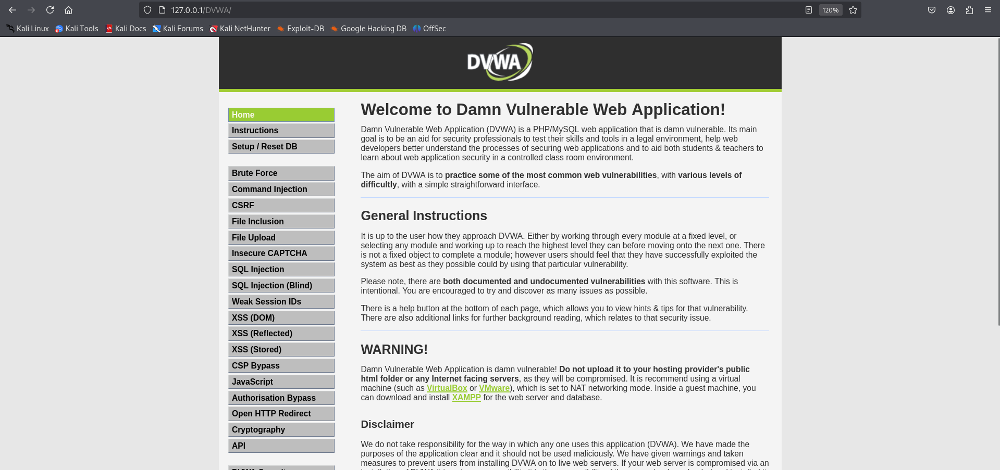 127.0.0.1/DVWA/
120%
Kali Linux
Kali Tools
Kali Docs
Kali Forums
Kali NetHunter
Exploit-DB
Google Hacking DB
OffSec
DVWA
Home
Instructions
Setup / Reset DB
Brute Force
Command Injection
CSRF
File Inclusion
File Upload
Insecure CAPTCHA
SQL Injection
SQL Injection (Blind)
Weak Session IDs
XSS (DOM)
XSS (Reflected)
XSS (Stored)
CSP Bypass
JavaScript
Authorisation Bypass
Open HTTP Redirect
Cryptography
API
Welcome to Damn Vulnerable Web Application!
Damn Vulnerable Web Application (DVWA) is a PHP/MySQL web application that is damn vulnerable. Its main
goal is to be an aid for security professionals to test their skills and tools in a legal environment, help web
developers better understand the processes of securing web applications and to aid both students & teachers to
learn about web application security in a controlled class room environment.
The aim of DVWA is to practice some of the most common web vulnerabilities, with various levels of
difficultly, with a simple straightforward interface.
General Instructions
It is up to the user how they approach DVWA. Either by working through every module at a fixed level, or
selecting any module and working up to reach the highest level they can before moving onto the next one. There
is not a fixed object to complete a module; however users should feel that they have successfully exploited the
system as best as they possible could by using that particular vulnerability.
Please note, there are both documented and undocumented vulnerabilities with this software. This is
intentional. You are encouraged to try and discover as many issues as possible.
There is a help button at the bottom of each page, which allows you to view hints & tips for that vulnerability.
There are also additional links for further background reading, which relates to that security issue.
WARNING!
Damn Vulnerable Web Application is damn vulnerable! Do not upload it to your hosting provider's public
html folder or any Internet facing servers, as they will be compromised. It is recommend using a virtual
machine (such as VirtualBox or VMware), which is set to NAT networking mode. Inside a guest machine, you
can download and install XAMPP for the web server and database.
Disclaimer
We do not take responsibility for the way in which any one uses this application (DVWA). We have made the
purposes of the application clear and it should not be used maliciously. We have given warnings and taken
measures to prevent users from installing DVWA on to live web servers. If your web server is compromised via an